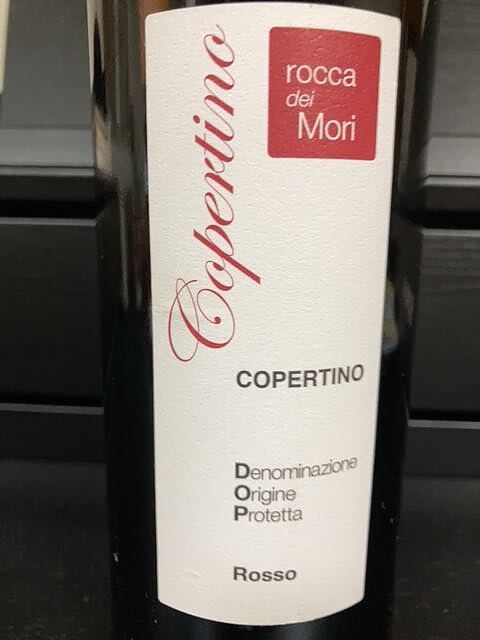 rocca
dei
Mori
Copertino
COPERTINO
Denominazione
Origine
Protetta
Rosso